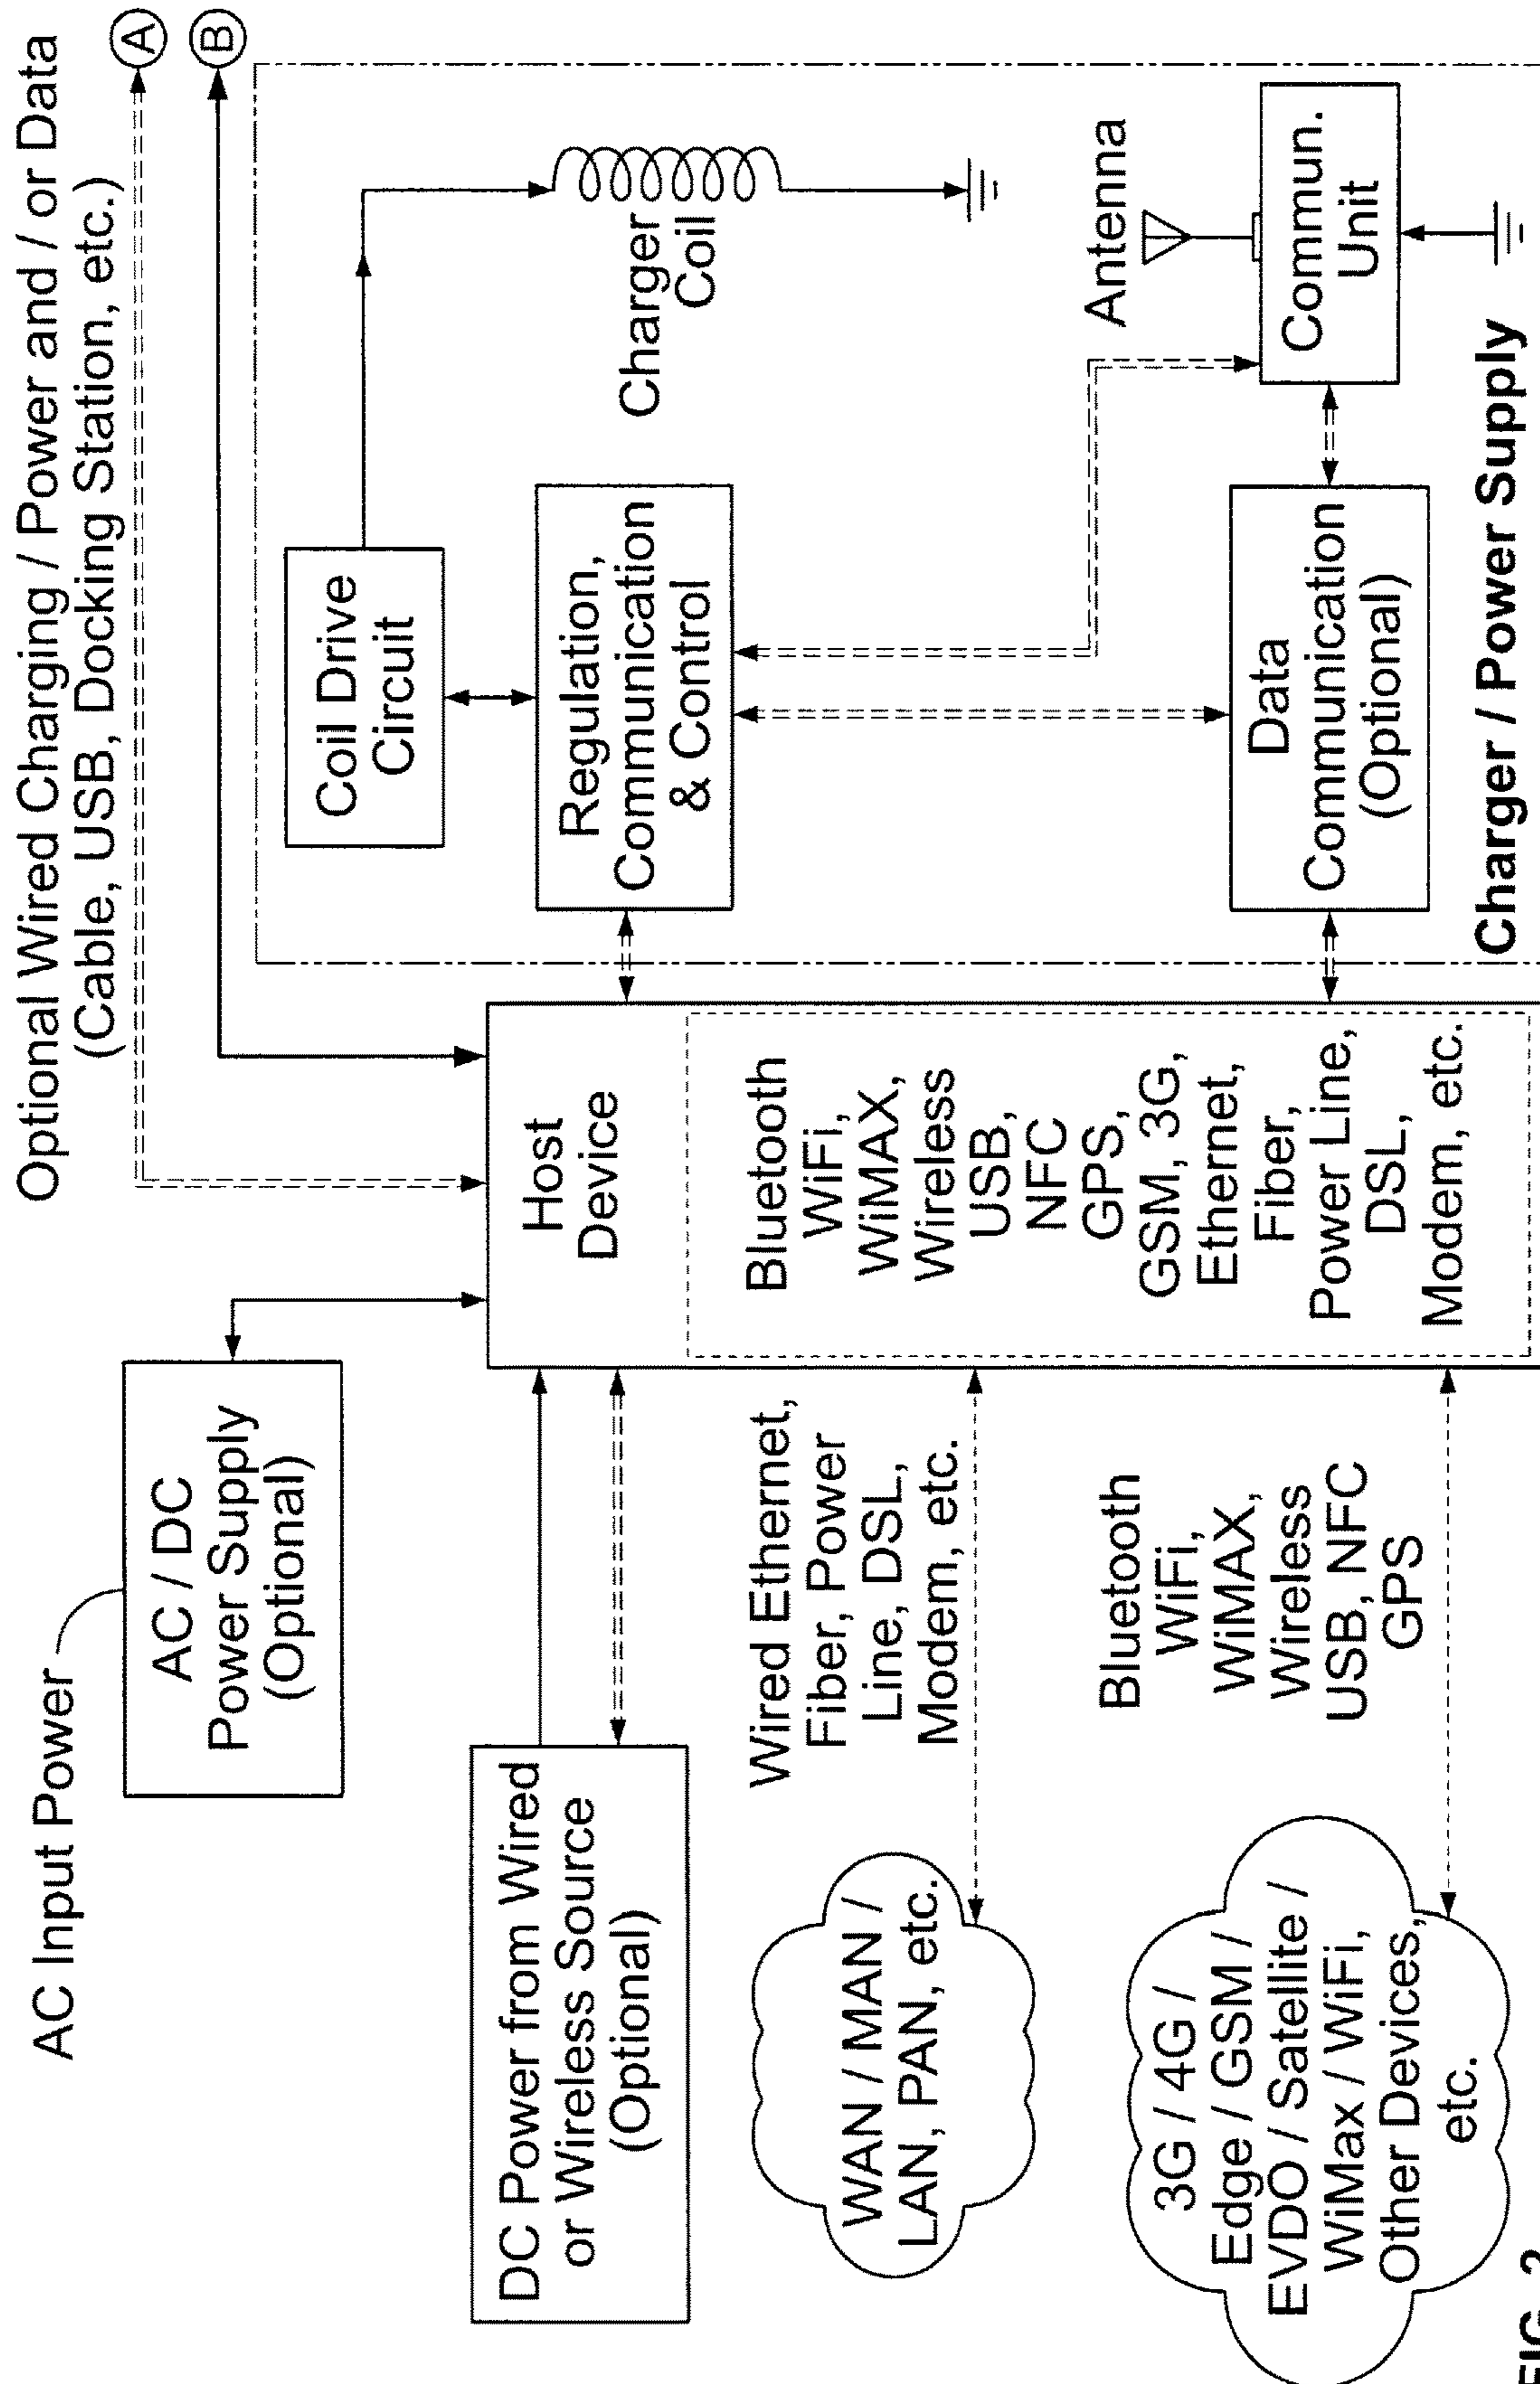 Optional Wired Charging / Power and / or Data
(Cable, USB, Docking Station, etc.)
A
B
AC Input Power
AC / DC
Power Supply
(Optional)
DC Power from Wired
or Wireless Source
(Optional)
Host
Device
Bluetooth
WiFi,
WiMAX,
Wireless
USB,
NFC
GPS,
GSM, 3G,
Ethernet,
Fiber,
Power Line,
DSL,
Modem, etc.
Wired Ethernet,
Fiber, Power
Line, DSL,
Modem, etc.
WAN / MAN /
LAN, PAN, etc.
Bluetooth
WiFi,
WiMAX,
Wireless
USB, NFC
GPS
3G / 4G /
Edge / GSM /
EVDO / Satellite /
WiMax / WiFi,
Other Devices,
etc.
Coil Drive
Circuit
Regulation,
Communication
& Control
Charger
Coil
Antenna
Commun.
Unit
Data
Communication
(Optional)
Charger / Power Supply
FIG. 2